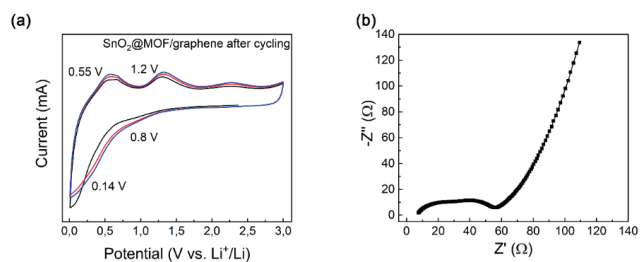 (a)
SnO₂@MOF/graphene after cycling
0.55 V
1.2 V
0.8 V
0.14 V
Current (mA)
0,0 0,5 1,0 1,5 2,0 2,5 3,0
Potential (V vs. Li⁺/Li)
(b)
140
120
100
80
60
40
20
0
-Z'' (Ω)
0 20 40 60 80 100 120 140
Z' (Ω)